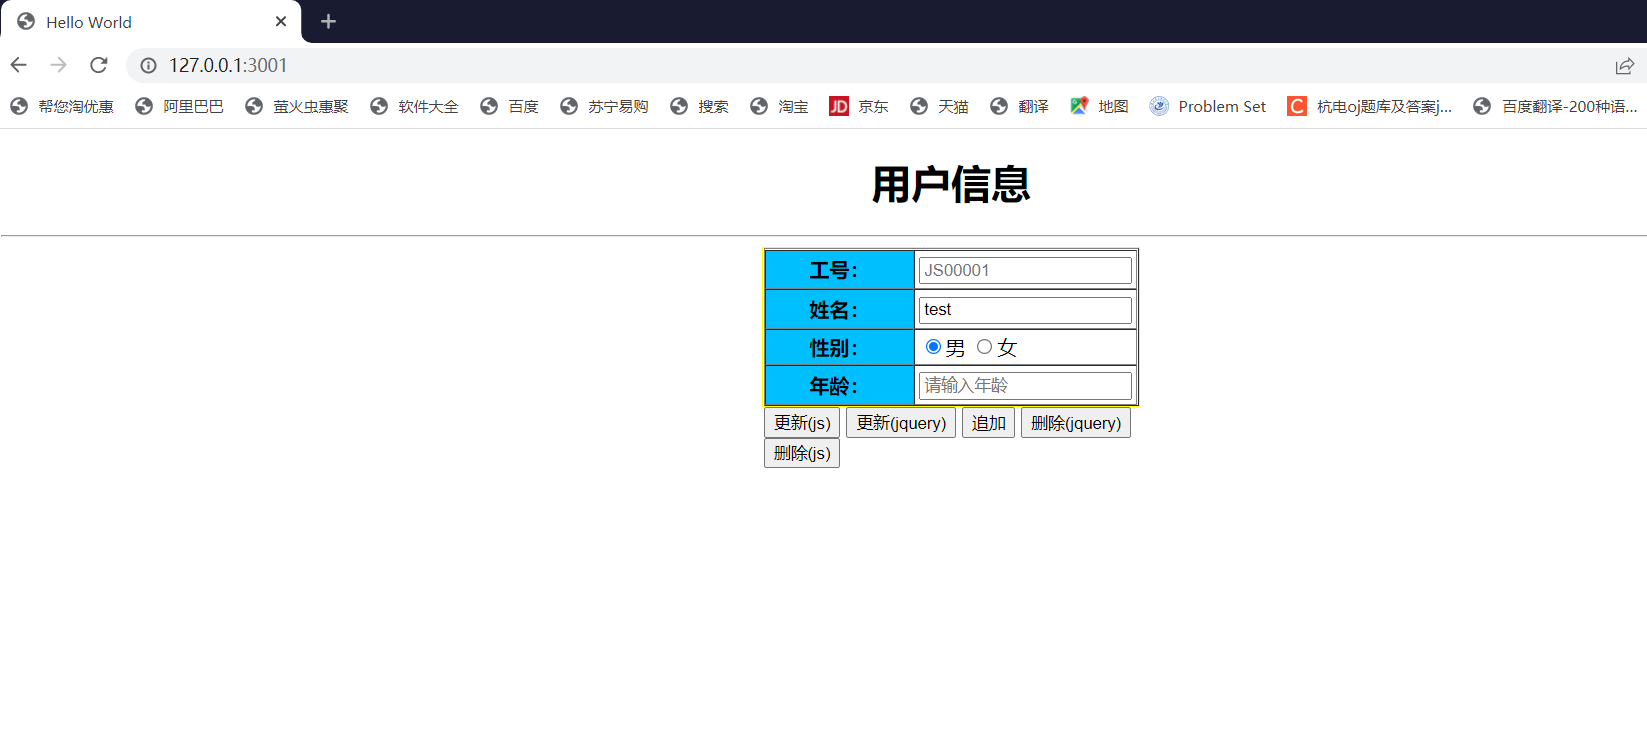 Hello World
127.0.0.1:3001
帮您淘优惠 阿里巴巴 萤火虫惠聚 软件大全 百度 苏宁易购 搜索 淘宝 JD 京东 天猫 翻译 地图 Problem Set C 杭电oj题库及答案j... 百度翻译-200种语...
用户信息
工号： JS00001
姓名： test
性别： 男 女
年龄： 请输入年龄
更新(js) 更新(jquery) 追加 删除(jquery)
删除(js)